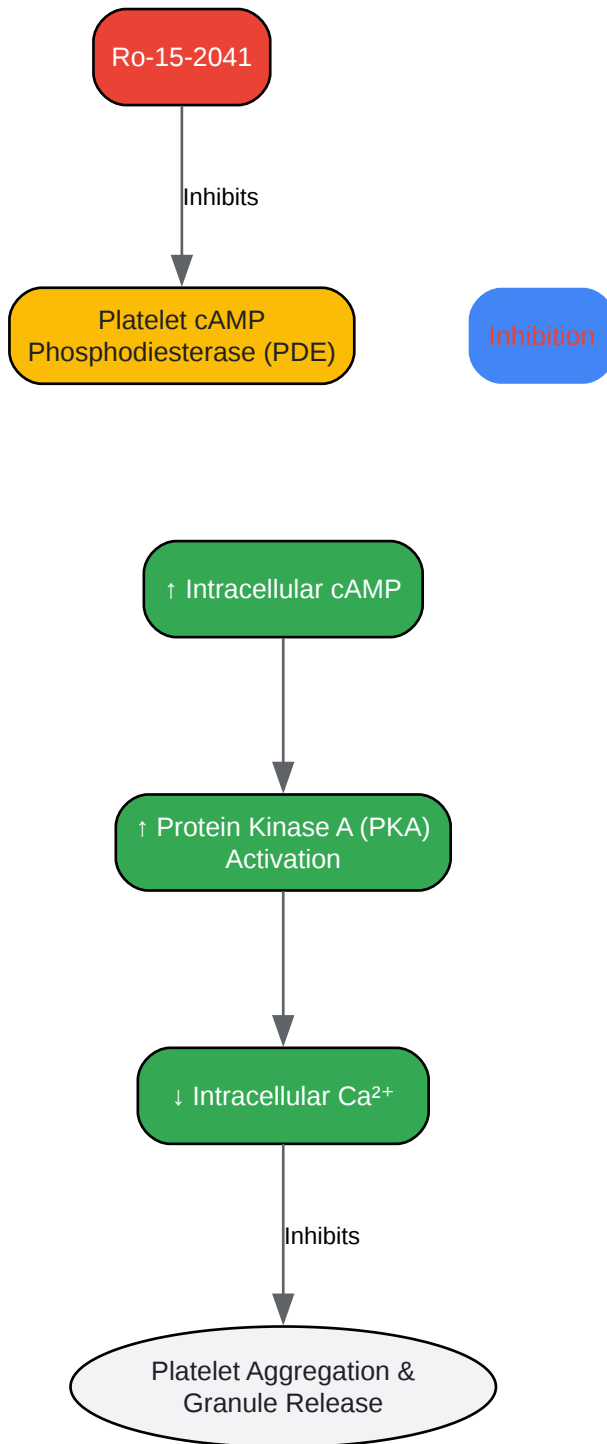 Ro-15-2041
Inhibits
Platelet cAMP
Phosphodiesterase (PDE)
Inhibition
↑ Intracellular cAMP
↑ Protein Kinase A (PKA)
Activation
↓ Intracellular Ca²⁺
Inhibits
Platelet Aggregation &
Granule Release